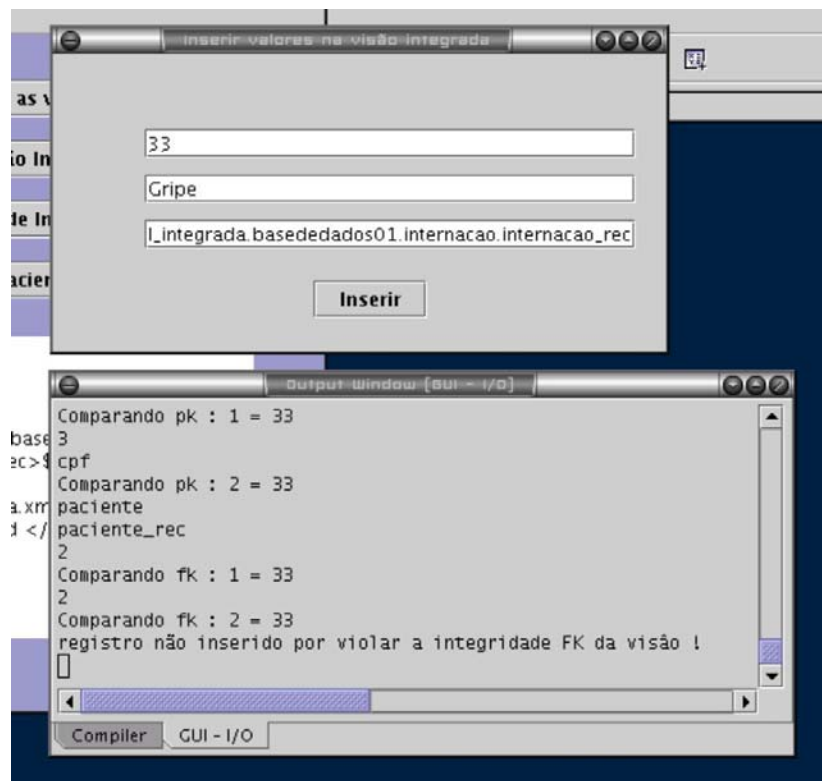 Inserir valores na visão integrada
as v
io In
de In
acien
33
Gripe
l_integrada.basededados01.internacao.internacao_rec
Inserir
base
ec>$
a.xm
d </
Output Window [GUI - I/O]
Comparando pk : 1 = 33
3
cpf
Comparando pk : 2 = 33
paciente
paciente_rec
2
Comparando fk : 1 = 33
2
Comparando fk : 2 = 33
registro não inserido por violar a integridade FK da visão !
Compiler
GUI - I/O